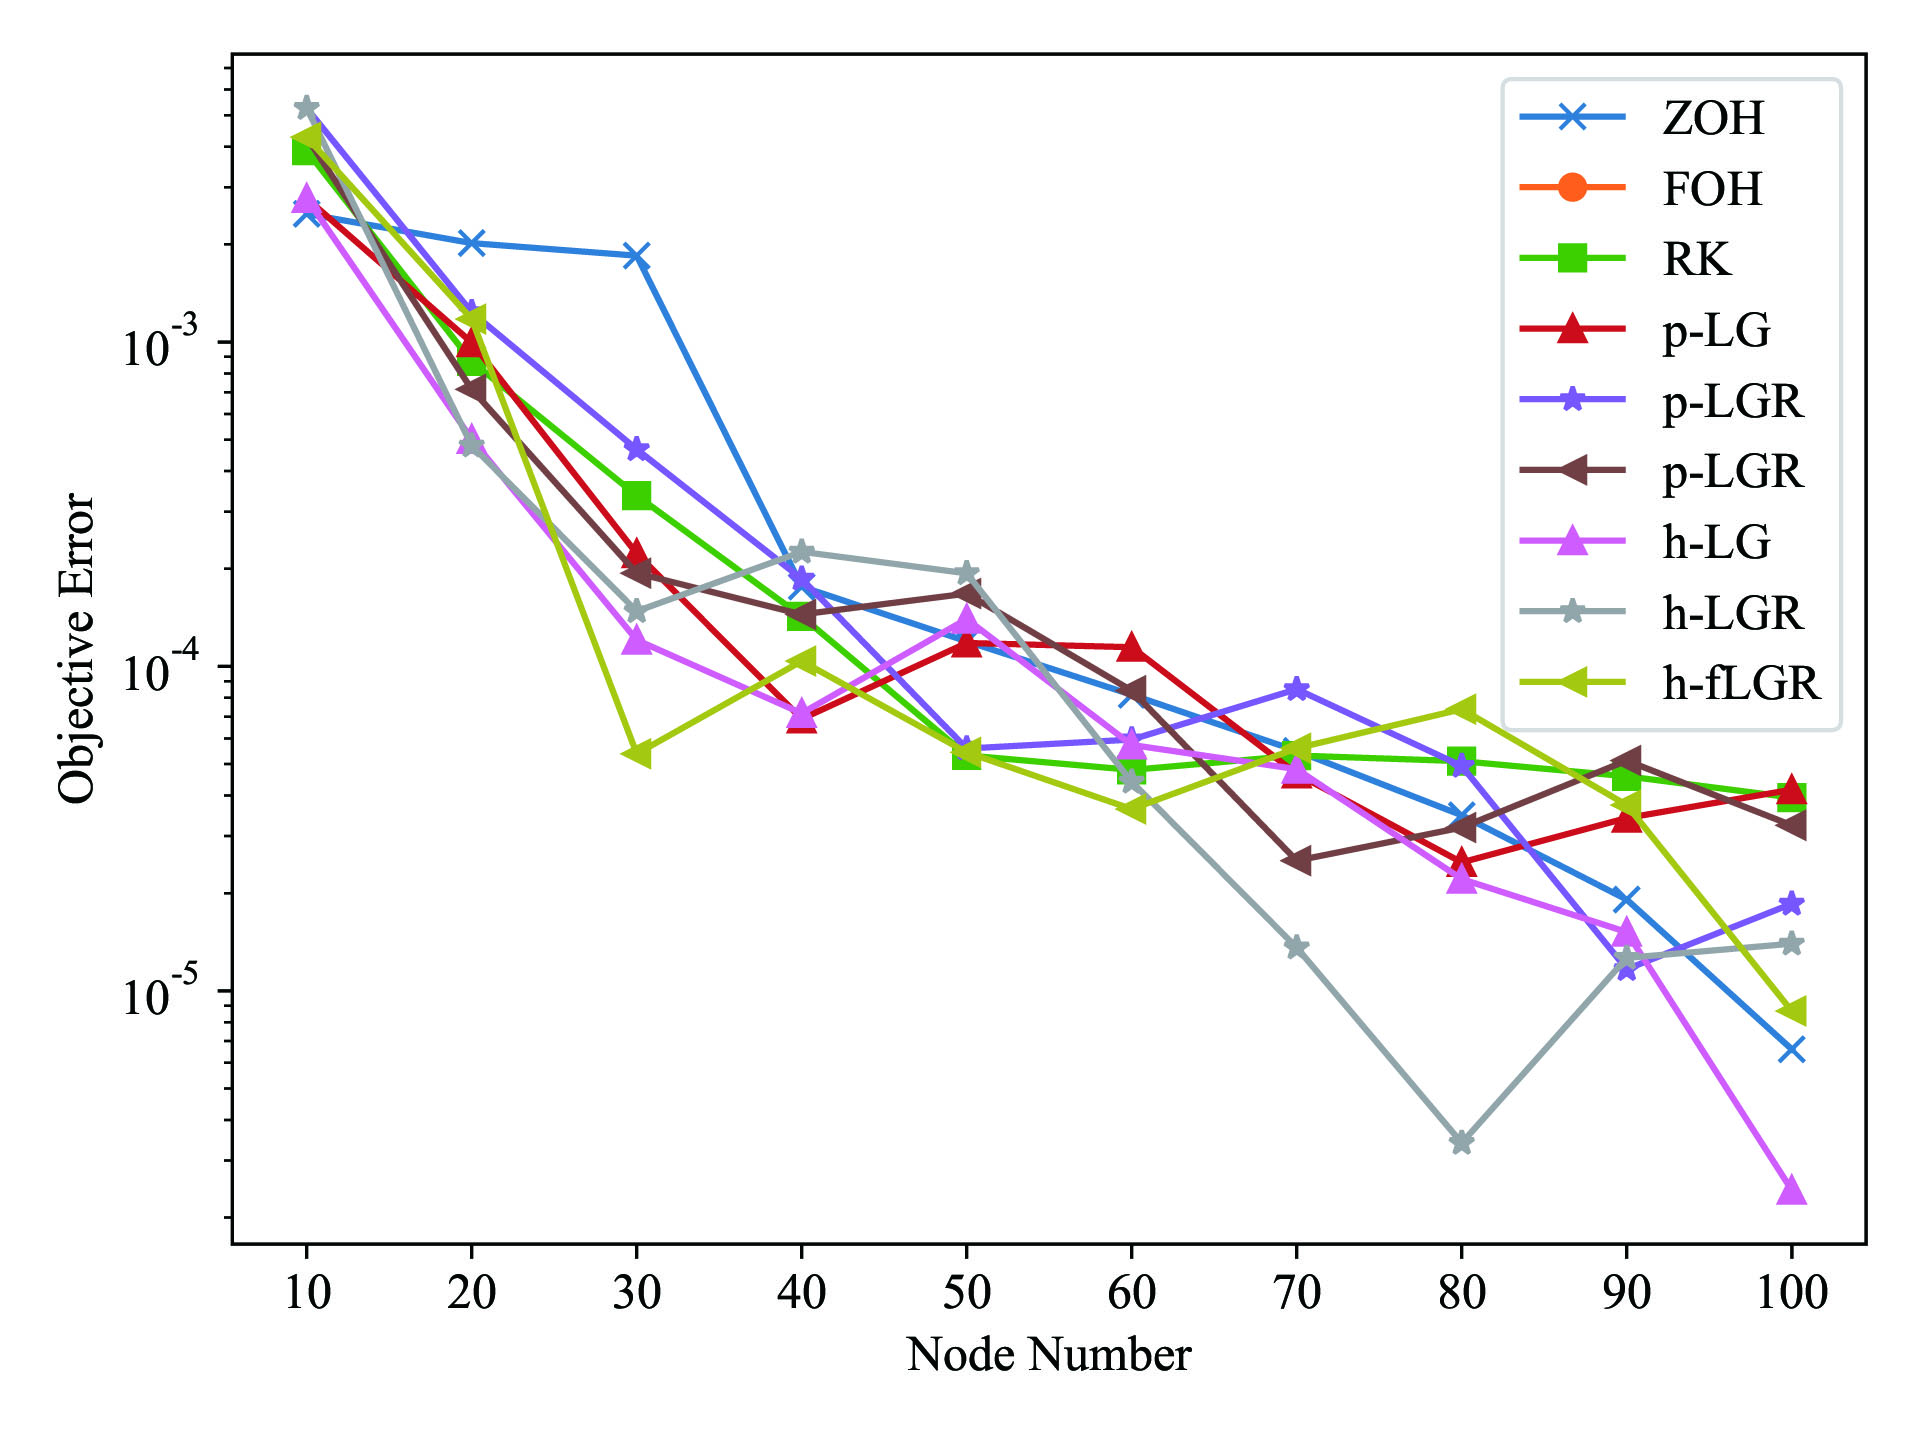 ZOH
FOH
RK
p-LG
p-LGR
p-LGR
h-LG
h-LGR
h-fLGR
10-3
10-4
10-5
Objective Error
10 20 30 40 50 60 70 80 90 100
Node Number